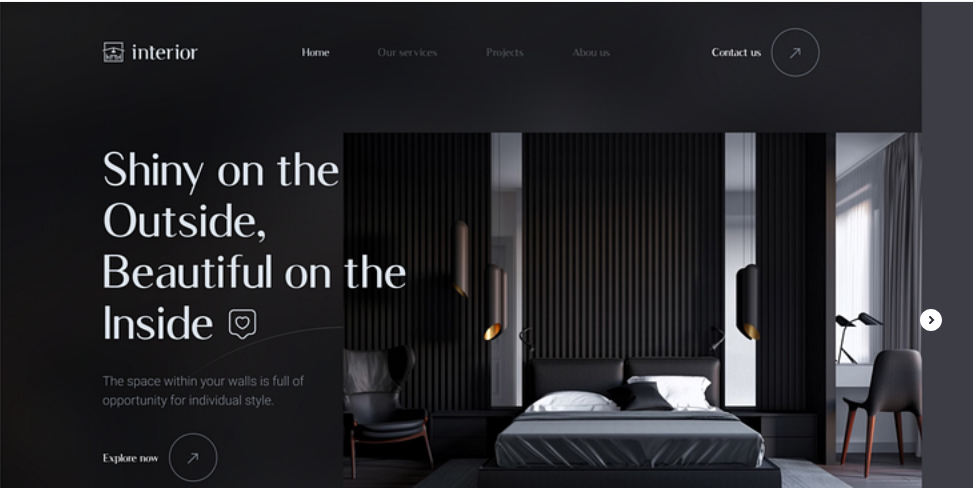 interior
Home
Our services
Projects
Abou us
Contact us
Shiny on the
Outside,
Beautiful on the
Inside
The space within your walls is full of
opportunity for individual style.
Explore now